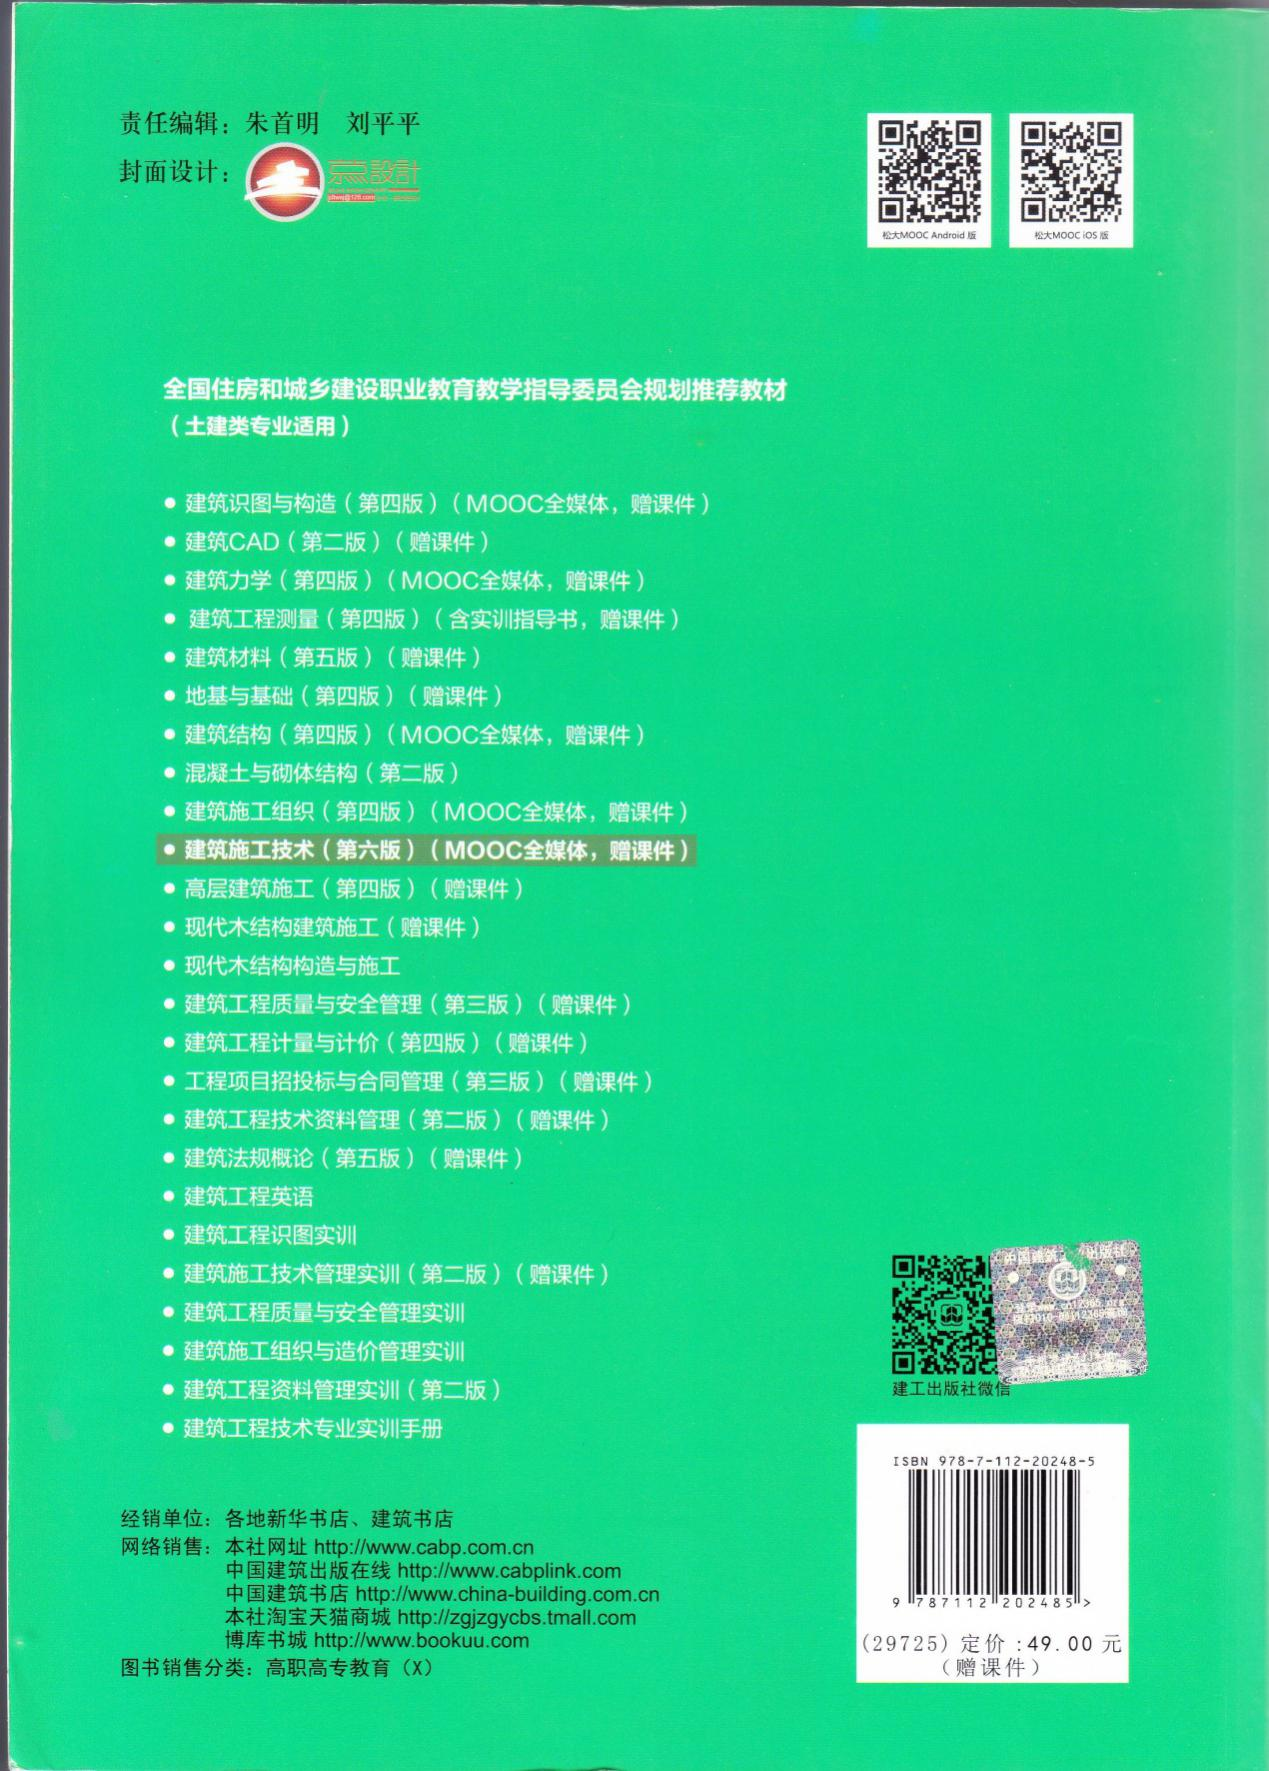 责任编辑：朱首明　刘平平
封面设计：
京点設計
松大MOOC Android 版
松大MOOC iOS 版
全国住房和城乡建设职业教育教学指导委员会规划推荐教材
（土建类专业适用）
● 建筑识图与构造（第四版）（MOOC全媒体，赠课件）
● 建筑CAD（第二版）（赠课件）
● 建筑力学（第四版）（MOOC全媒体，赠课件）
● 建筑工程测量（第四版）（含实训指导书，赠课件）
● 建筑材料（第五版）（赠课件）
● 地基与基础（第四版）（赠课件）
● 建筑结构（第四版）（MOOC全媒体，赠课件）
● 混凝土与砌体结构（第二版）
● 建筑施工组织（第四版）（MOOC全媒体，赠课件）
● 建筑施工技术（第六版）（MOOC全媒体，赠课件）
● 高层建筑施工（第四版）（赠课件）
● 现代木结构建筑施工（赠课件）
● 现代木结构构造与施工
● 建筑工程质量与安全管理（第三版）（赠课件）
● 建筑工程计量与计价（第四版）（赠课件）
● 工程项目招投标与合同管理（第三版）（赠课件）
● 建筑工程技术资料管理（第二版）（赠课件）
● 建筑法规概论（第五版）（赠课件）
● 建筑工程英语
● 建筑工程识图实训
● 建筑施工技术管理实训（第二版）（赠课件）
● 建筑工程质量与安全管理实训
● 建筑施工组织与造价管理实训
● 建筑工程资料管理实训（第二版）
● 建筑工程技术专业实训手册
中国建筑
出版社
建工出版社微信
ISBN 978-7-112-20248-5
9 787112 202485 >
(29725) 定价 :49.00 元
（赠课件）
经销单位：各地新华书店、建筑书店
网络销售：本社网址 http://www.cabp.com.cn
中国建筑出版在线 http://www.cabplink.com
中国建筑书店 http://www.china-building.com.cn
本社淘宝天猫商城 http://zgjzgycbs.tmall.com
博库书城 http://www.bookuu.com
图书销售分类：高职高专教育（X）